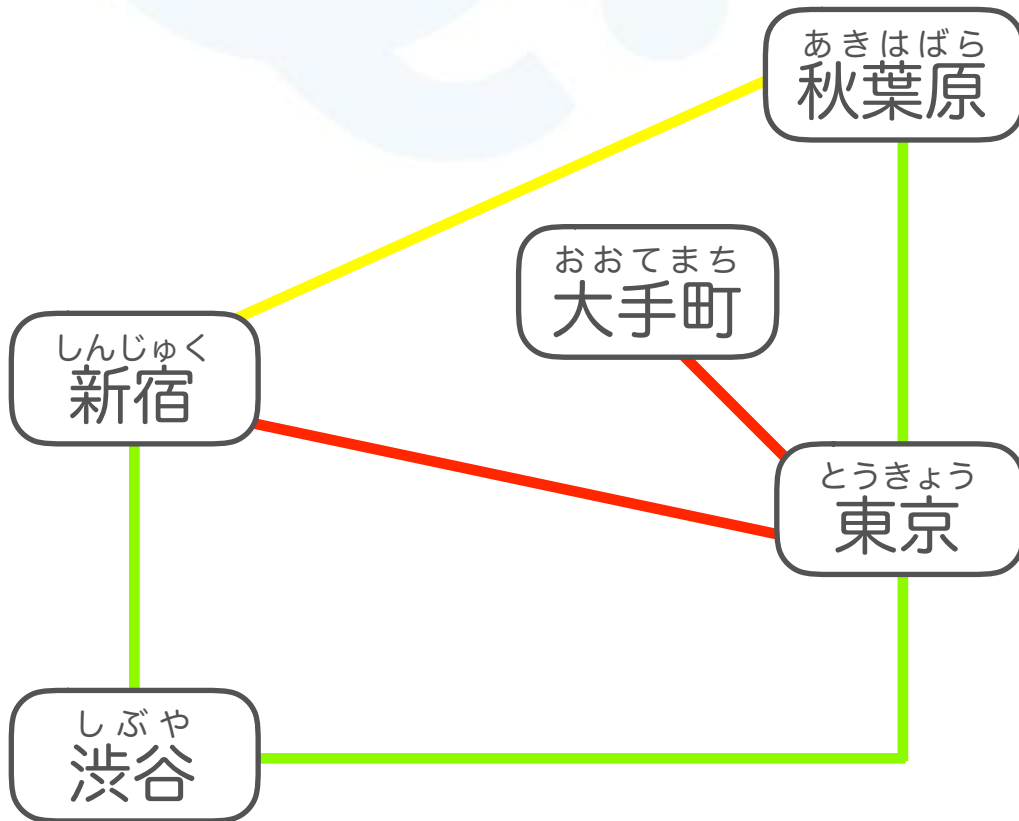 あきはばら
秋葉原
おおてまち
大手町
しんじゅく
新宿
とうきょう
東京
しぶや
渋谷